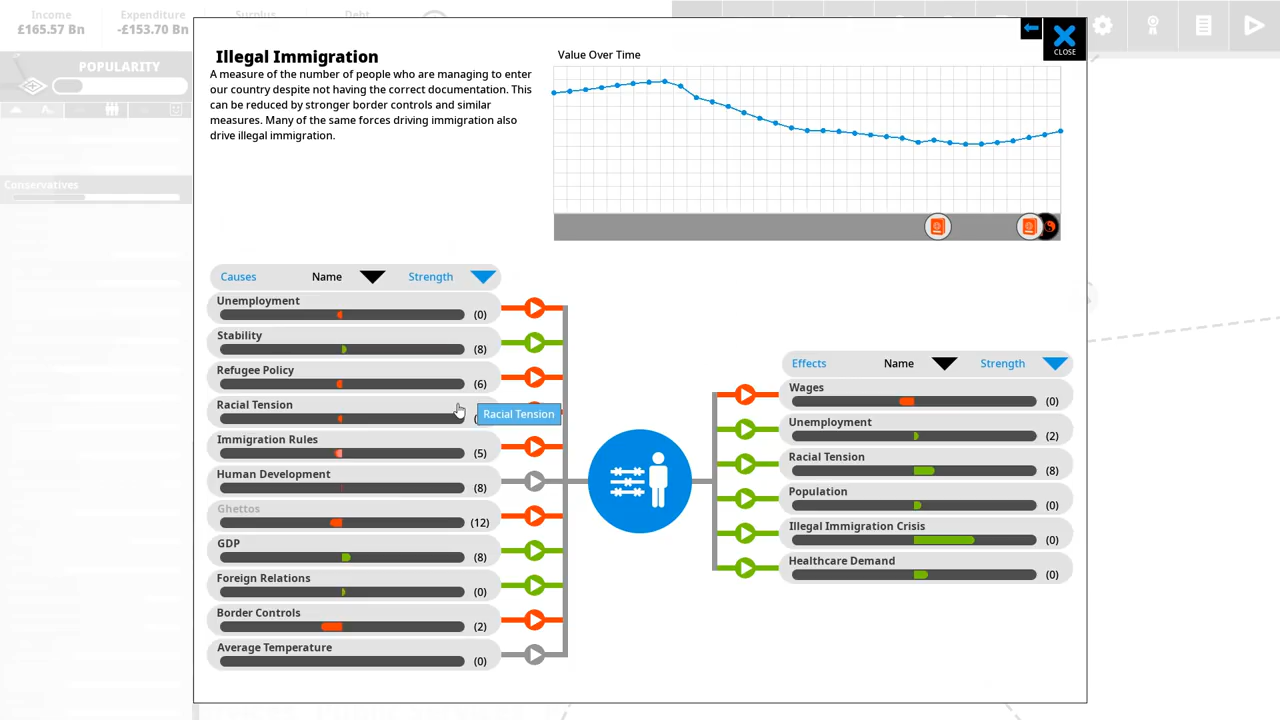 Income
Expenditure
Surplus
Debt
£165.57 Bn
-£153.70 Bn
POPULARITY
Conservatives
Illegal Immigration
A measure of the number of people who are managing to enter
our country despite not having the correct documentation. This
can be reduced by stronger border controls and similar
measures. Many of the same forces driving immigration also
drive illegal immigration.
Value Over Time
CLOSE
Causes Name Strength
Unemployment
(0)
Stability
(8)
Refugee Policy
(6)
Racial Tension
Racial Tension
Immigration Rules
(5)
Human Development
(8)
Ghettos
(12)
GDP
(8)
Foreign Relations
(0)
Border Controls
(2)
Average Temperature
(0)
Effects Name Strength
Wages
(0)
Unemployment
(2)
Racial Tension
(8)
Population
(0)
Illegal Immigration Crisis
(0)
Healthcare Demand
(0)